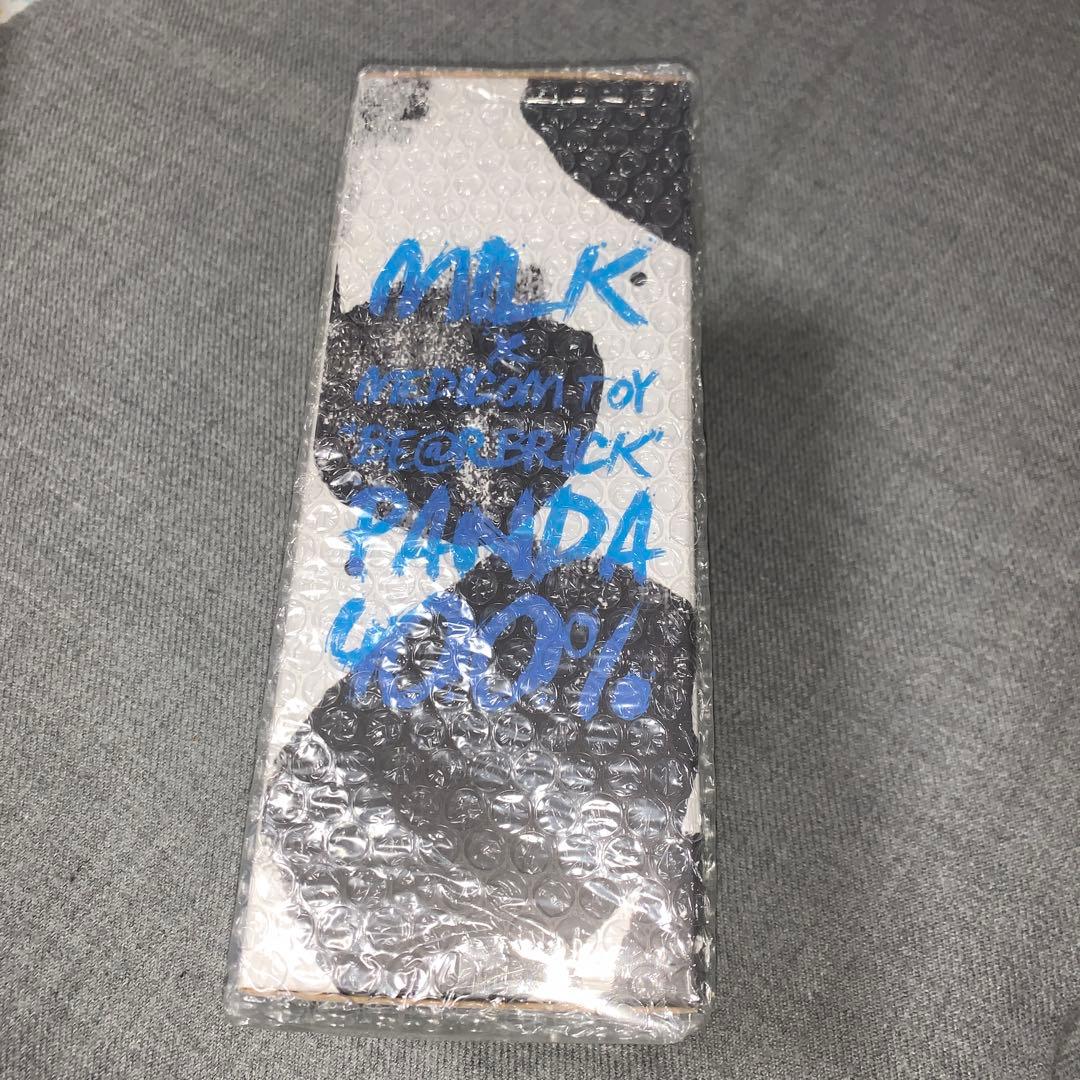 MILK
×
MEDICOM TOY
"BE@RBRICK"
PANDA
400%